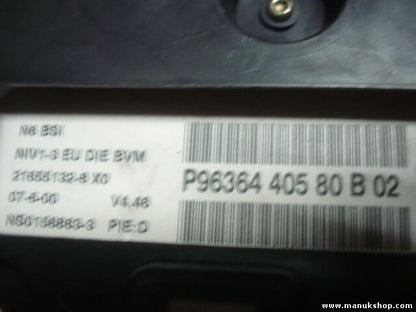 N6 BSI
NIV1-3 EU DIE BVM
21655132-8 X0
07-6-00 V4.46
NS0158863-3 PIE:D
P96364 405 80 B 02
www.manukshop.com